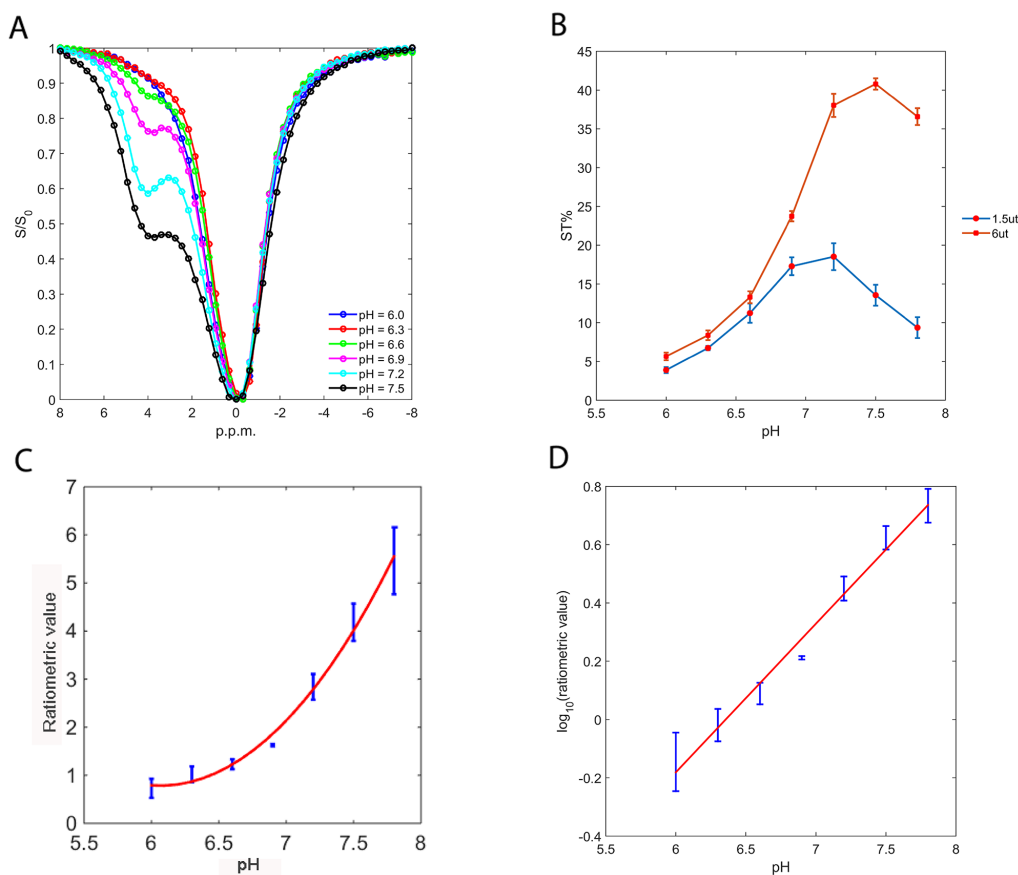 A
1
0.9
0.8
0.7
0.6
0.5
0.4
0.3
0.2
0.1
0
S/S0
8 6 4 2 0 -2 -4 -6 -8
p.p.m.
pH = 6.0
pH = 6.3
pH = 6.6
pH = 6.9
pH = 7.2
pH = 7.5
B
45
40
35
30
25
20
15
10
5
0
ST%
5.5 6 6.5 7 7.5 8
pH
1.5ut
6ut
C
7
6
5
4
3
2
1
0
Ratiometric value
5.5 6 6.5 7 7.5 8
pH
D
0.8
0.6
0.4
0.2
0
-0.2
-0.4
log10(ratiometric value)
5.5 6 6.5 7 7.5 8
pH